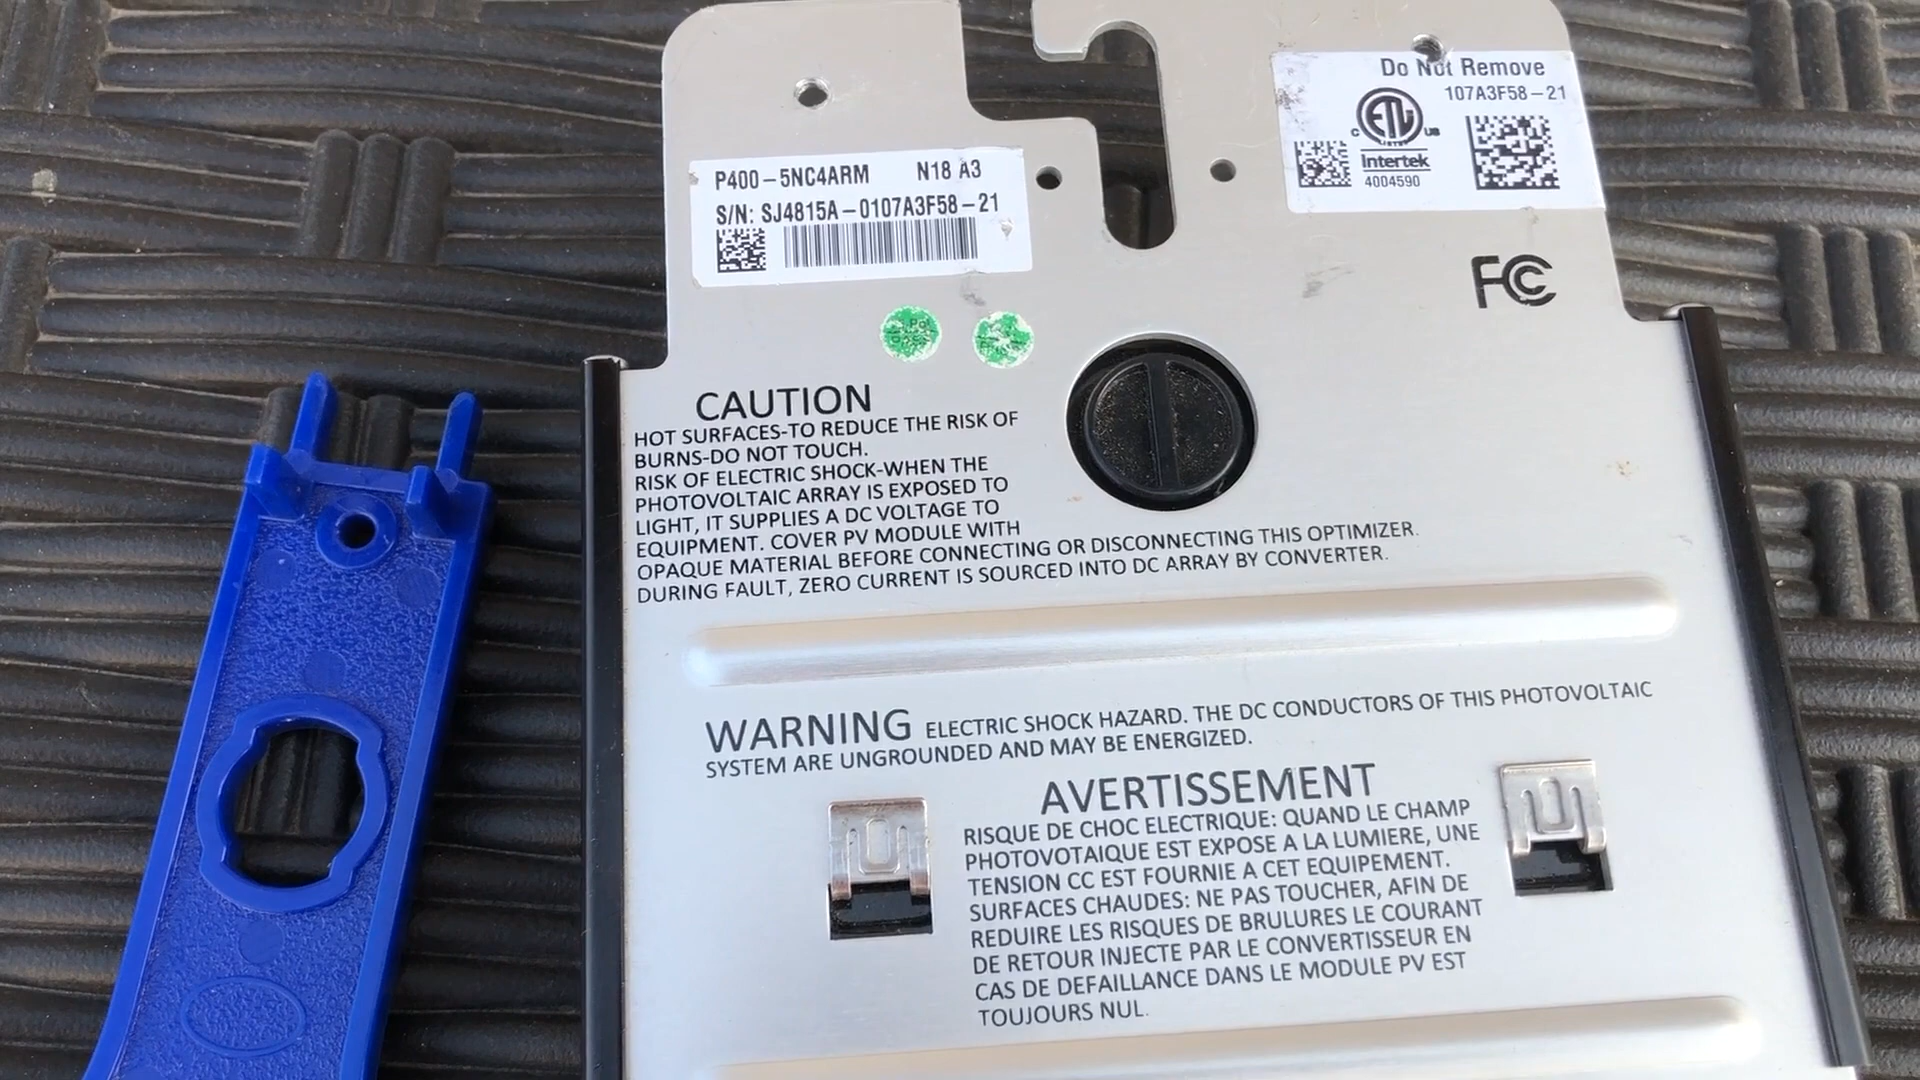 Do Not Remove
107A3F58-21
C ETL US
LISTED
Intertek
4004590
P400-5NC4ARM N18 A3
S/N: SJ4815A-0107A3F58-21
FCC
CAUTION
HOT SURFACES-TO REDUCE THE RISK OF
BURNS-DO NOT TOUCH.
RISK OF ELECTRIC SHOCK-WHEN THE
PHOTOVOLTAIC ARRAY IS EXPOSED TO
LIGHT, IT SUPPLIES A DC VOLTAGE TO
EQUIPMENT. COVER PV MODULE WITH
OPAQUE MATERIAL BEFORE CONNECTING OR DISCONNECTING THIS OPTIMIZER.
DURING FAULT, ZERO CURRENT IS SOURCED INTO DC ARRAY BY CONVERTER.
WARNING ELECTRIC SHOCK HAZARD. THE DC CONDUCTORS OF THIS PHOTOVOLTAIC
SYSTEM ARE UNGROUNDED AND MAY BE ENERGIZED.
AVERTISSEMENT
RISQUE DE CHOC ELECTRIQUE: QUAND LE CHAMP
PHOTOVOTAIQUE EST EXPOSE A LA LUMIERE, UNE
TENSION CC EST FOURNIE A CET EQUIPEMENT.
SURFACES CHAUDES: NE PAS TOUCHER, AFIN DE
REDUIRE LES RISQUES DE BRULURES LE COURANT
DE RETOUR INJECTE PAR LE CONVERTISSEUR EN
CAS DE DEFAILLANCE DANS LE MODULE PV EST
TOUJOURS NUL.